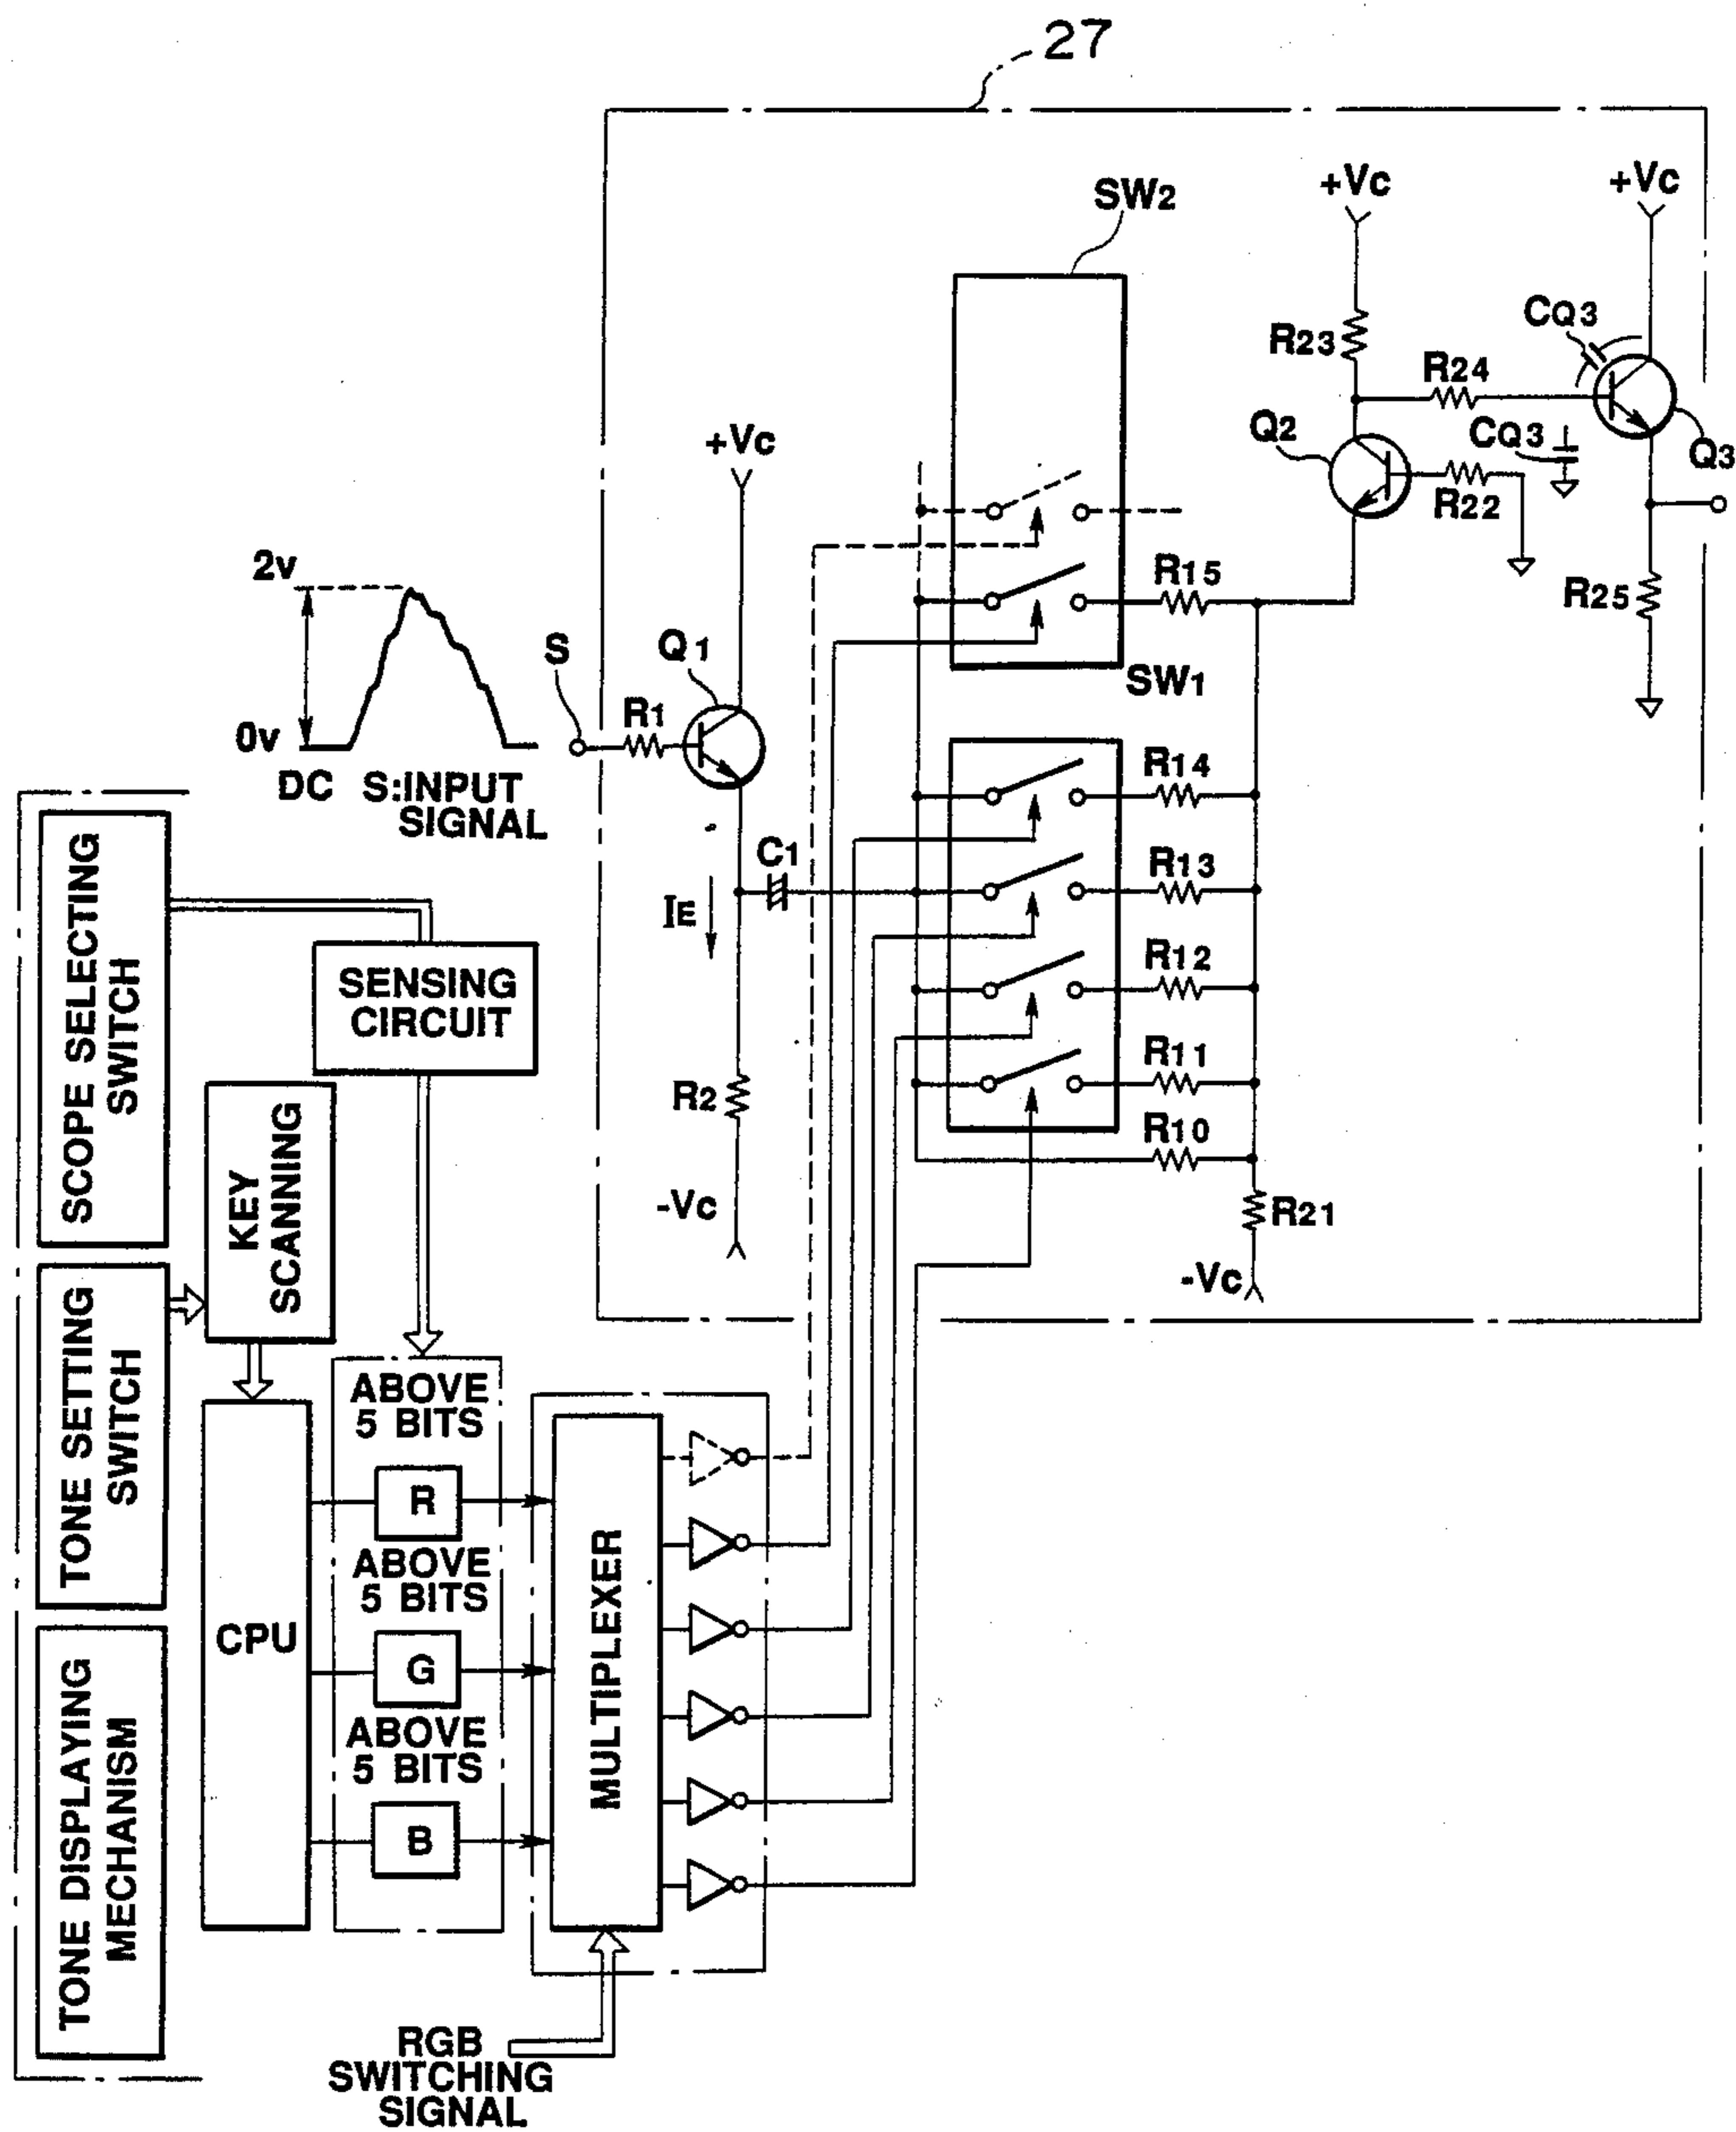 27
SW2
+Vc
+Vc
CQ3
R23
R24
Q2
CQ3
Q3
R22
+Vc
R15
R25
2v
S
Q1
SW1
R1
0v
DC S:INPUT
SIGNAL
R14
C1
R13
IE
R12
R11
R2
R10
-Vc
R21
-Vc
SCOPE SELECTING
SWITCH
SENSING
CIRCUIT
KEY
SCANNING
TONE SETTING
SWITCH
ABOVE
5 BITS
R
ABOVE
5 BITS
CPU
G
ABOVE
5 BITS
B
MULTIPLEXER
TONE DISPLAYING
MECHANISM
RGB
SWITCHING
SIGNAL